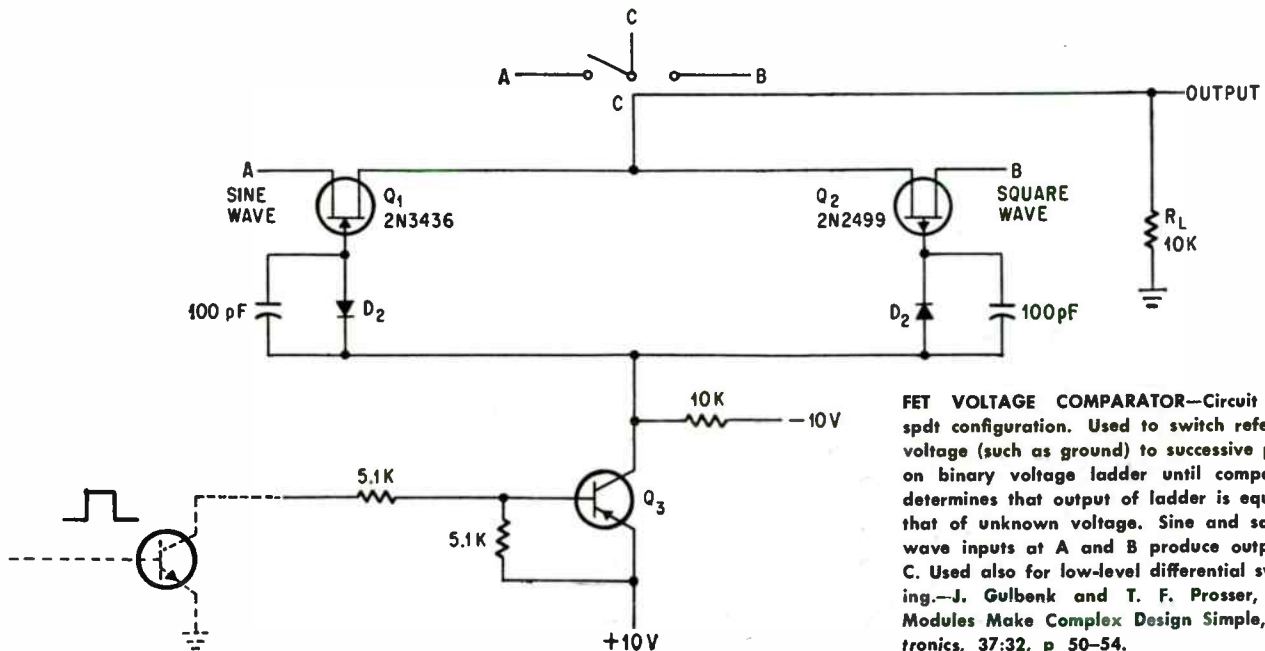 C
A
B
C
OUTPUT
A
SINE
WAVE
Q1
2N3436
Q2
2N2499
B
SQUARE
WAVE
RL
10K
100 pF
D2
D2
100pF
10K
−10V
5.1K
5.1K
Q3
+10V
FET VOLTAGE COMPARATOR—Circuit
spdt configuration. Used to switch refe
voltage (such as ground) to successive p
on binary voltage ladder until compa
determines that output of ladder is equ
that of unknown voltage. Sine and sq
wave inputs at A and B produce outp
C. Used also for low-level differential sw
ing.—J. Gulbenk and T. F. Prosser,
Modules Make Complex Design Simple,
tronics, 37:32, p 50–54.